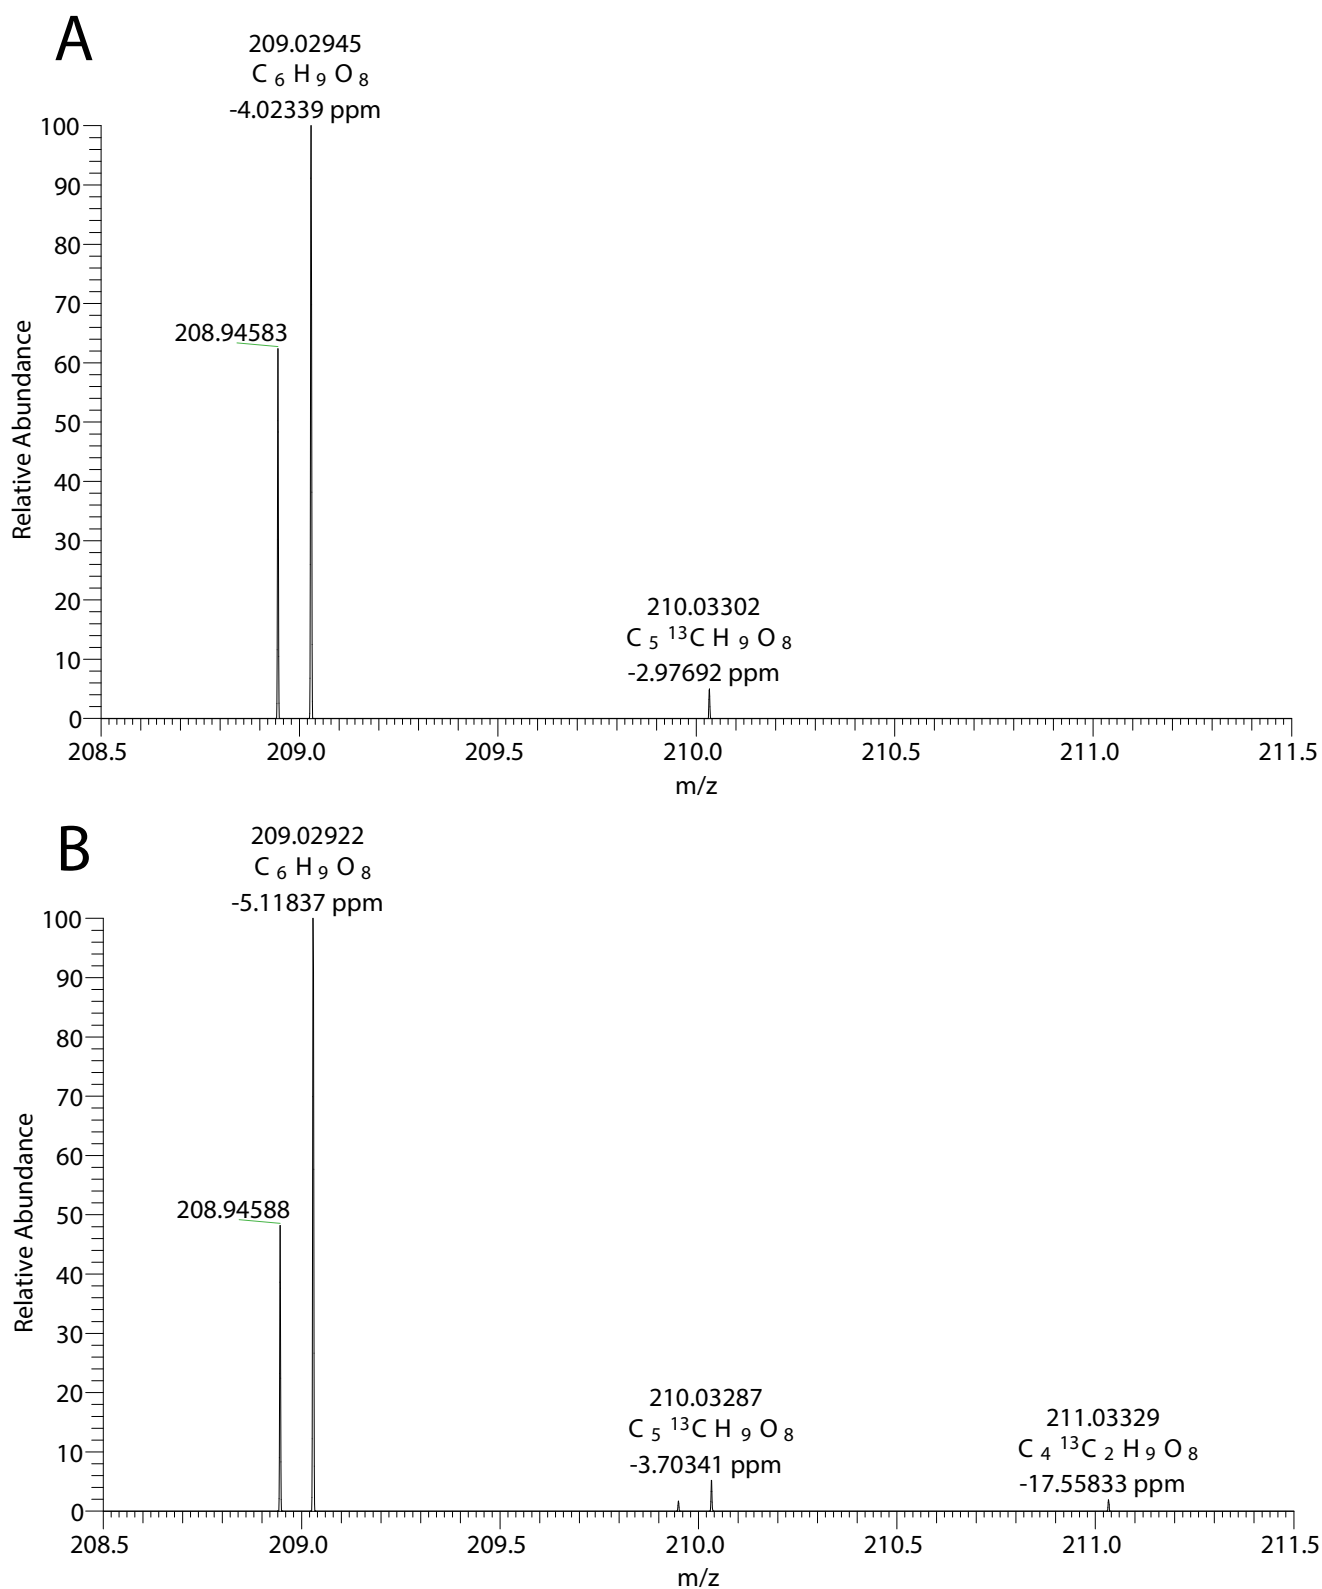 A
209.02945
C 6 H 9 O 8
-4.02339 ppm
100
90
80
70
208.94583
60
50
40
30
20
10
0
Relative Abundance
210.03302
C 5 13C H 9 O 8
-2.97692 ppm
208.5 209.0 209.5 210.0 210.5 211.0 211.5
m/z
B
209.02922
C 6 H 9 O 8
-5.11837 ppm
100
90
80
70
60
208.94588
50
40
30
20
10
0
Relative Abundance
210.03287
C 5 13C H 9 O 8
-3.70341 ppm
211.03329
C 4 13C 2 H 9 O 8
-17.55833 ppm
208.5 209.0 209.5 210.0 210.5 211.0 211.5
m/z